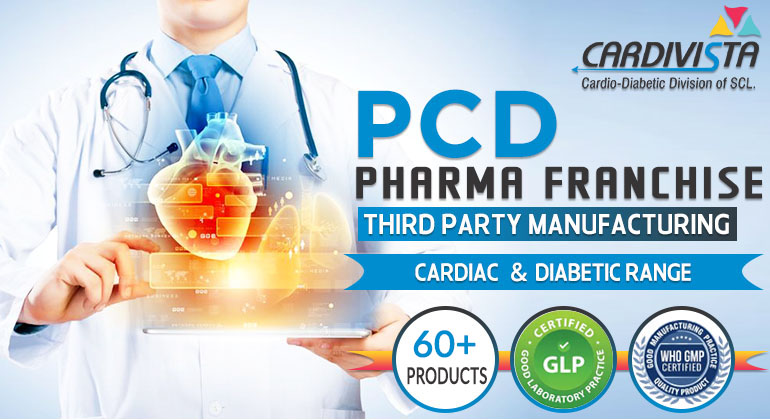 CARDIVISTA
Cardio-Diabetic Division of SCL.
PCD
PHARMA FRANCHISE
THIRD PARTY MANUFACTURING
CARDIAC & DIABETIC RANGE
60+
PRODUCTS
CERTIFIED
GLP
GOOD LABORATORY PRACTICE
GOOD MANUFACTURING PRACTICE
WHO GMP
CERTIFIED
QUALITY PRODUCT